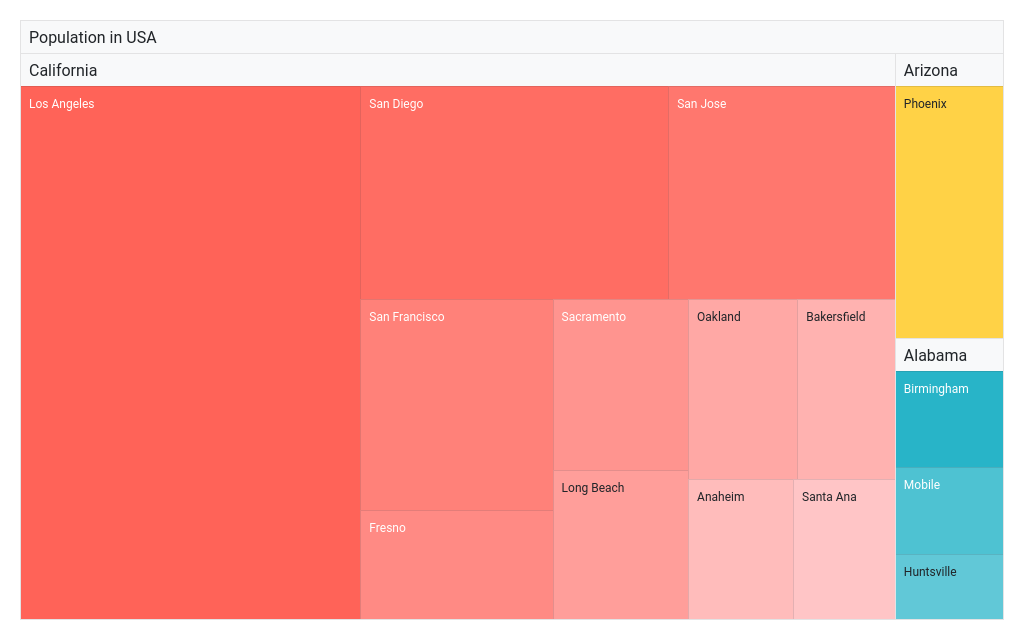 Population in USA
California
Arizona
Los Angeles
San Diego
San Jose
Phoenix
San Francisco
Sacramento
Oakland
Bakersfield
Alabama
Birmingham
Mobile
Long Beach
Anaheim
Santa Ana
Fresno
Huntsville